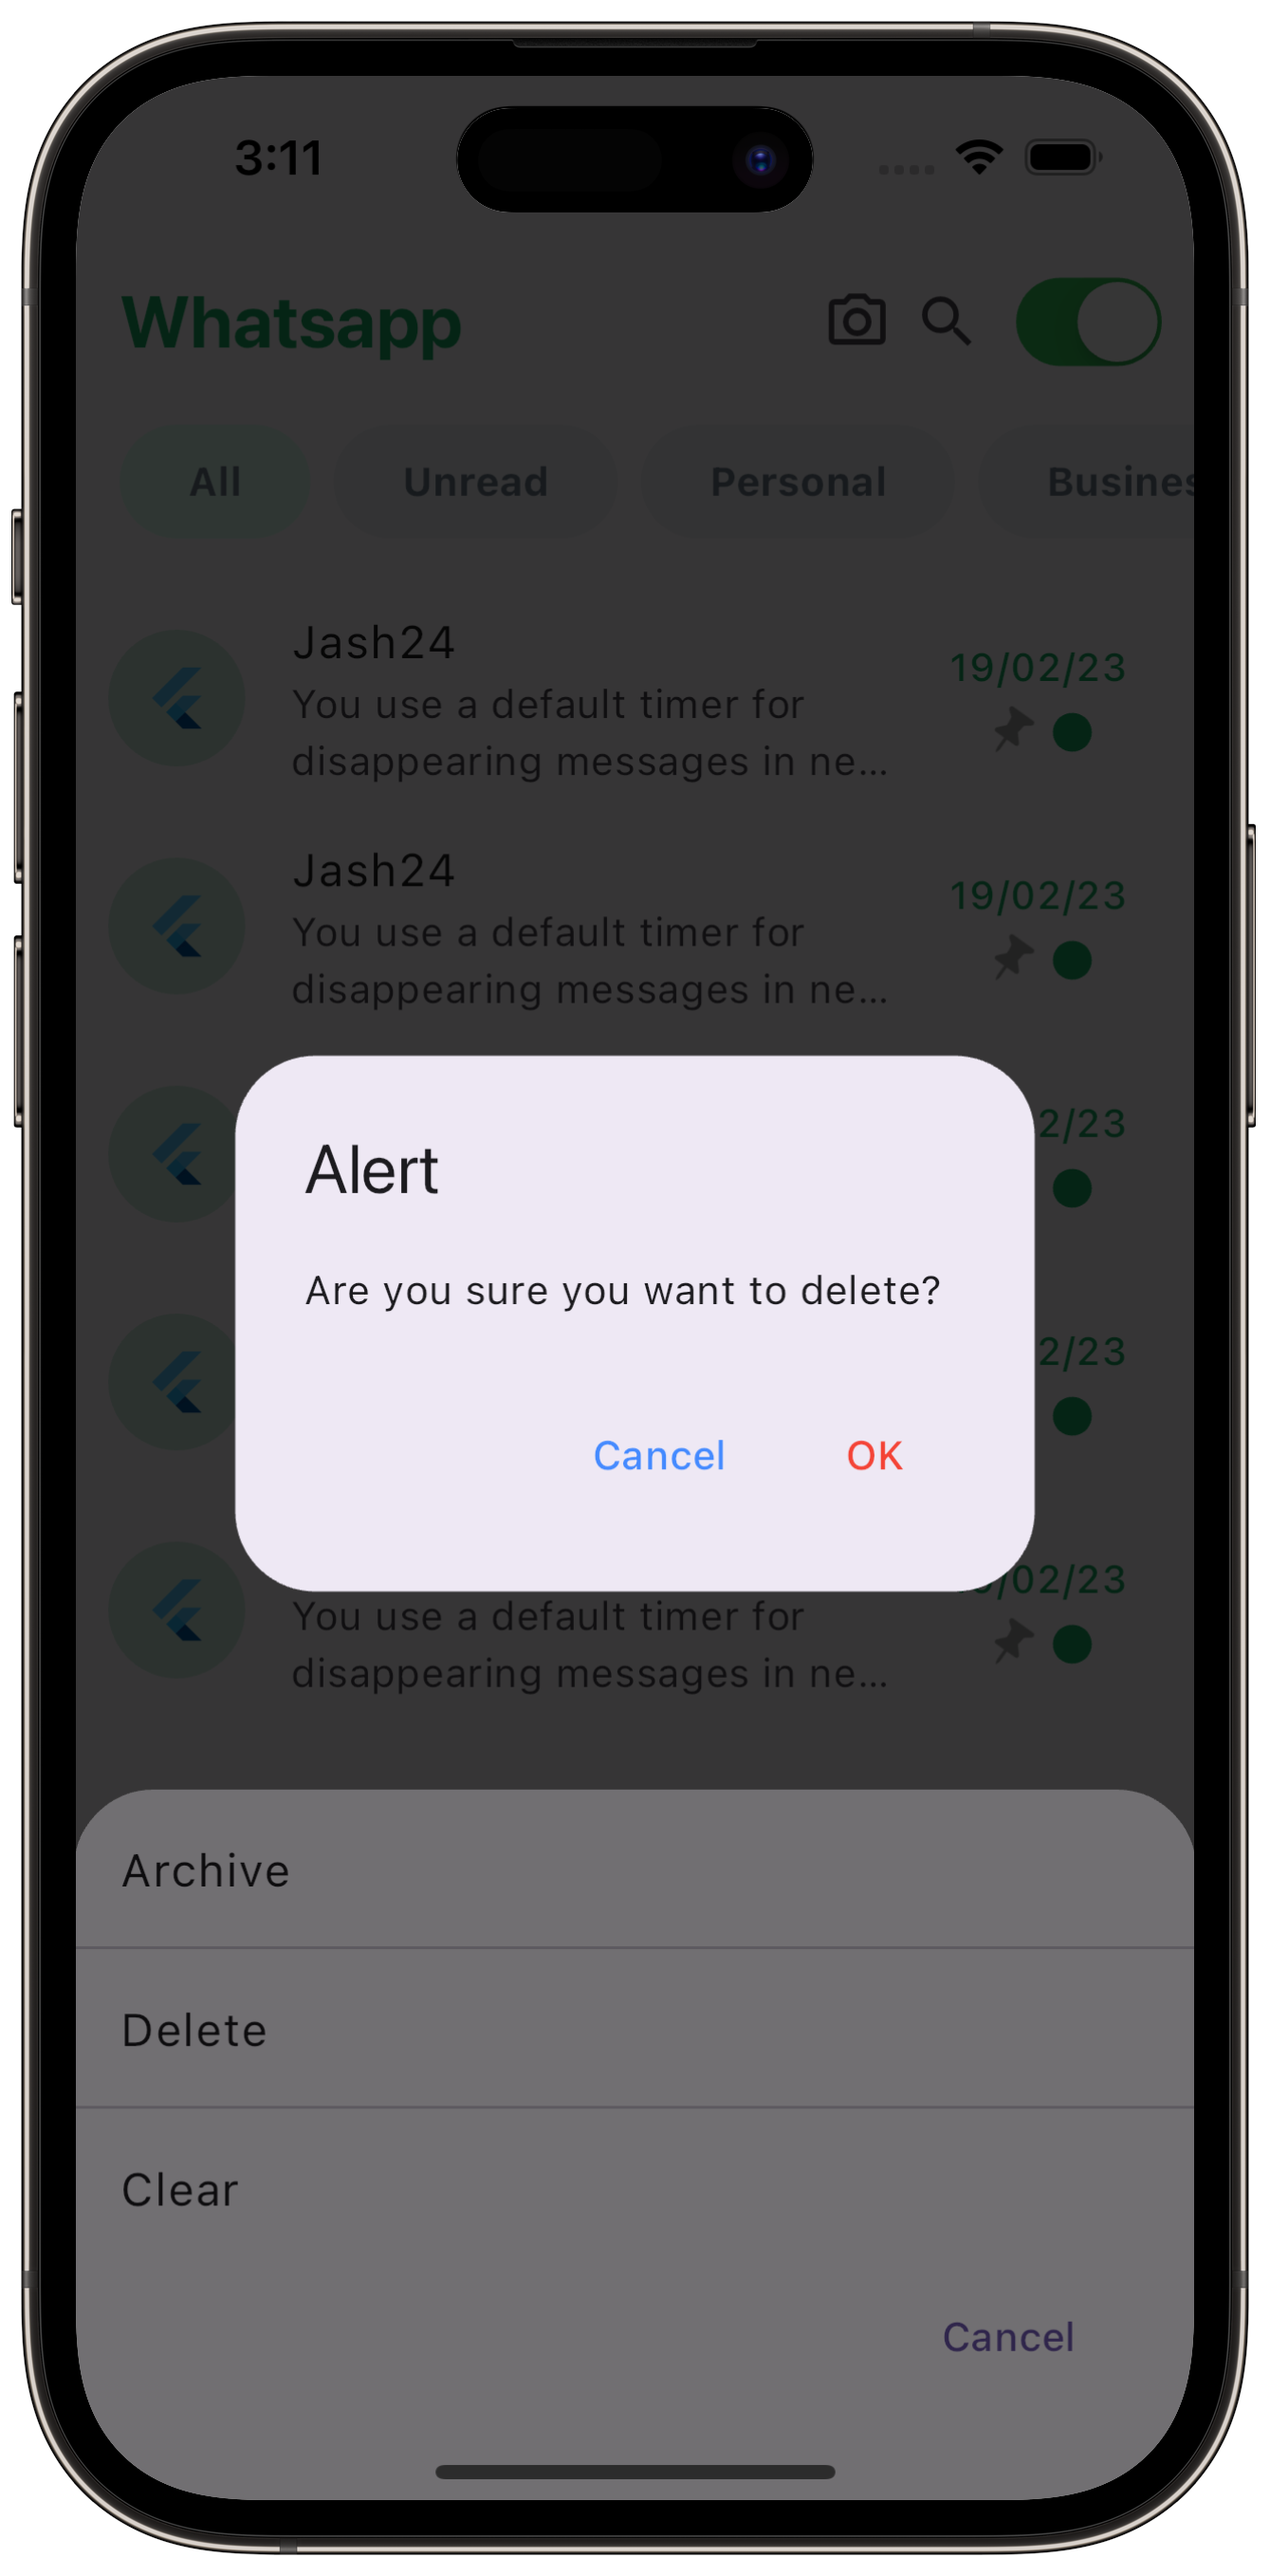 3:11
Whatsapp
All Unread Personal Busines
Jash24
19/02/23
You use a default timer for
disappearing messages in ne...
Jash24
19/02/23
You use a default timer for
disappearing messages in ne...
2/23
Alert
Are you sure you want to delete?
2/23
Cancel OK
/02/23
You use a default timer for
disappearing messages in ne...
Archive
Delete
Clear
Cancel